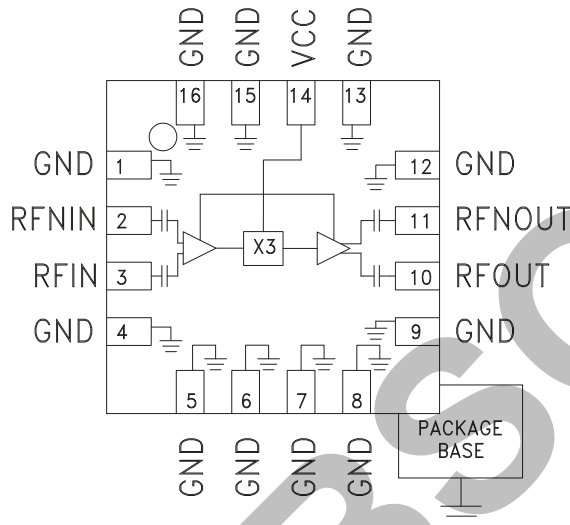 GND
GND
VCC
GND
16
15
14
13
GND
1
12
GND
RFNIN
2
11
RFNOUT
X3
RFIN
3
10
RFOUT
GND
4
9
GND
5
6
7
8
GND
GND
GND
GND
PACKAGE
BASE